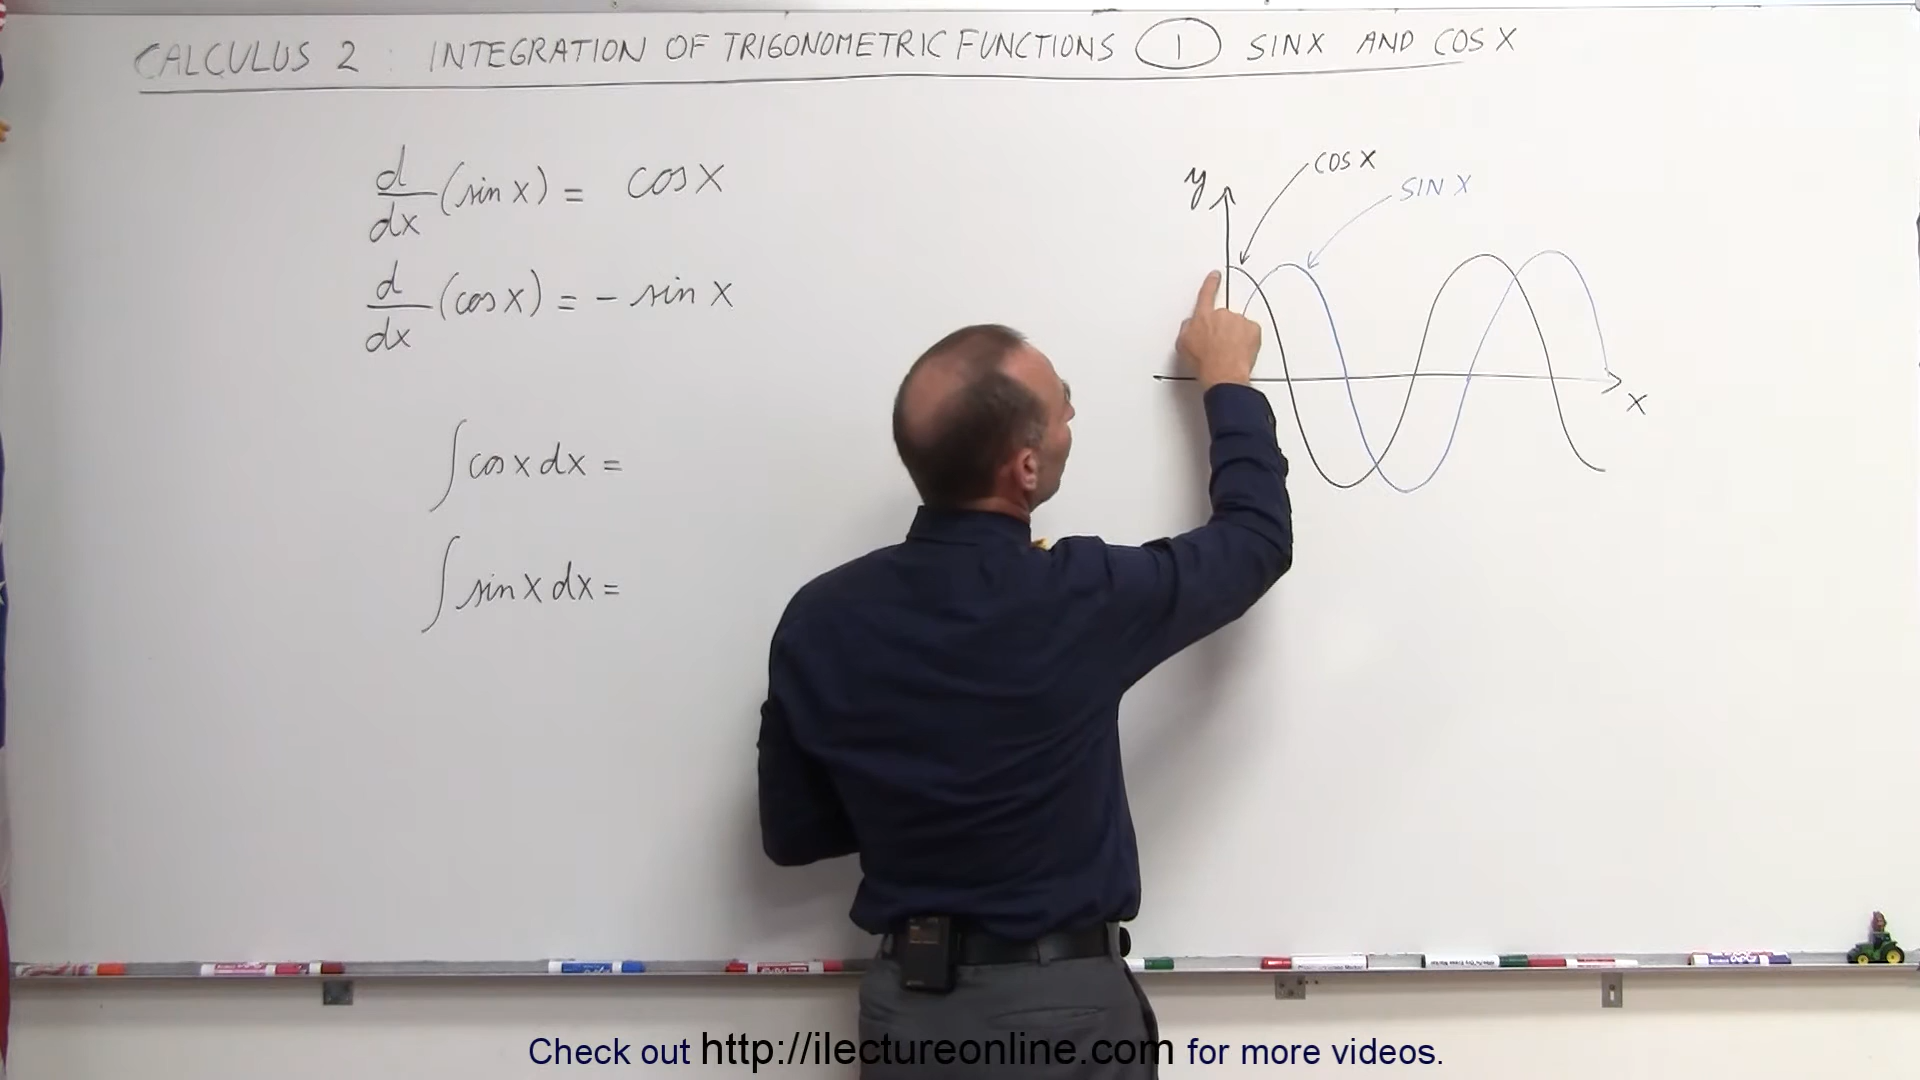 CALCULUS 2 : INTEGRATION OF TRIGONOMETRIC FUNCTIONS ① SIN X AND COS X
d/dx (sin x) = cos x
d/dx (cos x) = - sin x
∫ cos x dx =
∫ sin x dx =
COS X
SIN X
y
x
Check out http://ilectureonline.com for more videos.